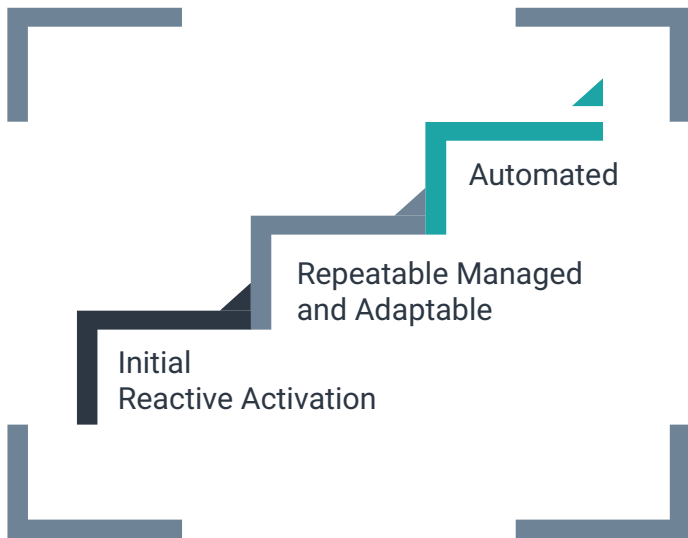 Automated
Repeatable Managed
and Adaptable
Initial
Reactive Activation